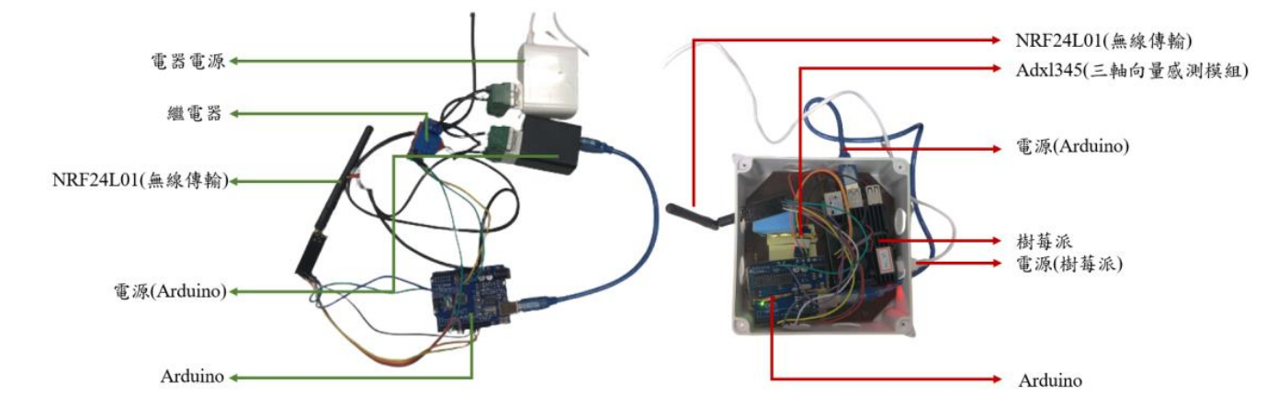 電器電源
繼電器
NRF24L01(無線傳輸)
電源(Arduino)
Arduino
NRF24L01(無線傳輸)
Adxl345(三軸向量感測模組)
電源(Arduino)
樹莓派
電源(樹莓派)
Arduino